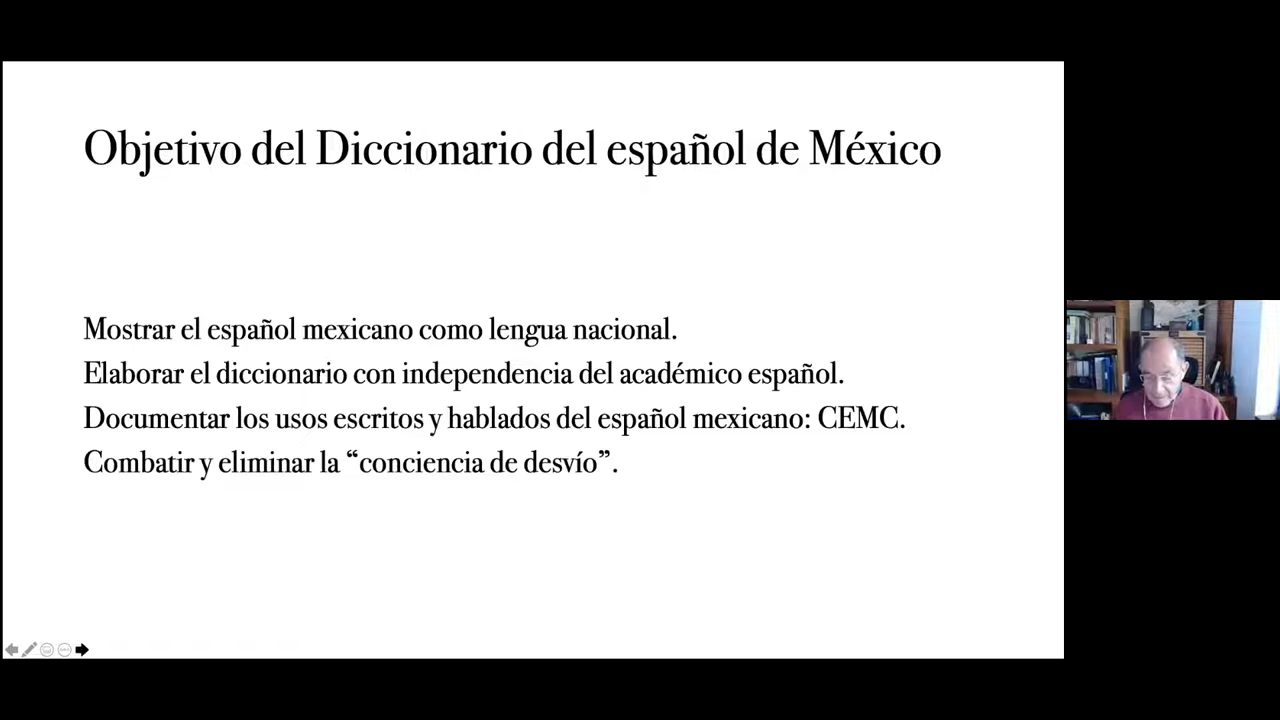 Objetivo del Diccionario del español de México
Mostrar el español mexicano como lengua nacional.
Elaborar el diccionario con independencia del académico español.
Documentar los usos escritos y hablados del español mexicano: CEMC.
Combatir y eliminar la “conciencia de desvío”.